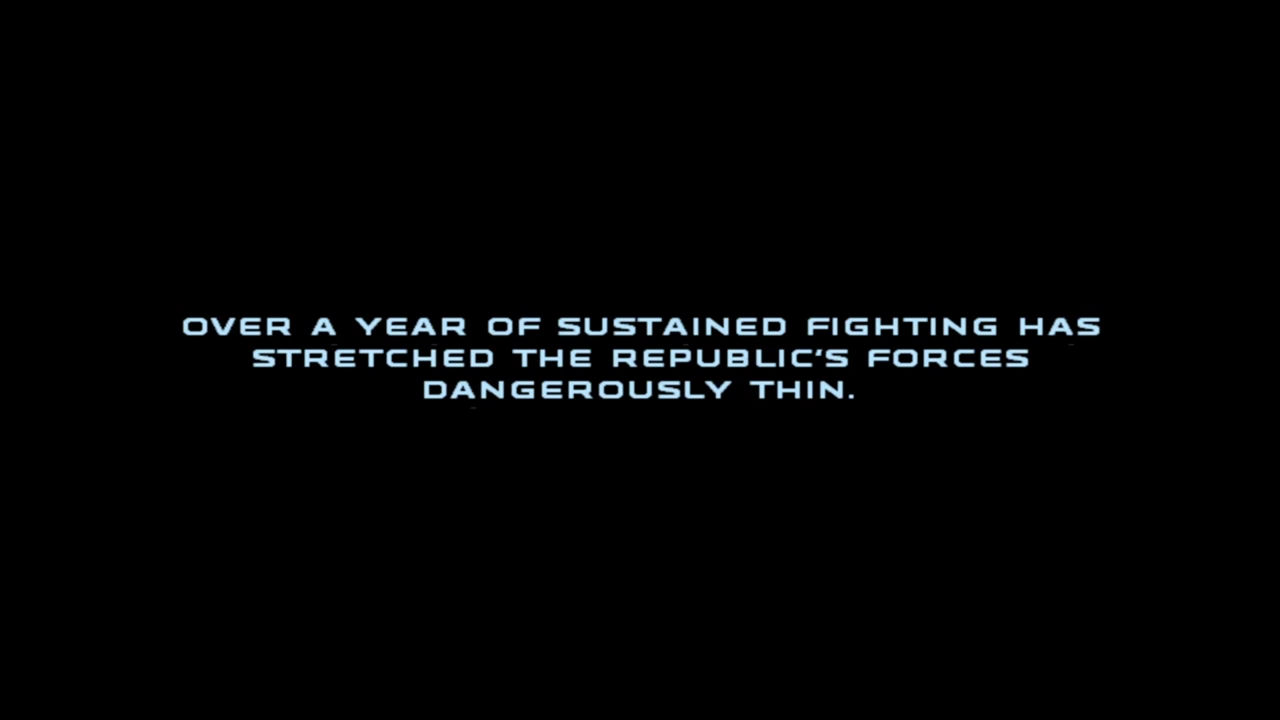 OVER A YEAR OF SUSTAINED FIGHTING HAS
STRETCHED THE REPUBLIC'S FORCES
DANGEROUSLY THIN.